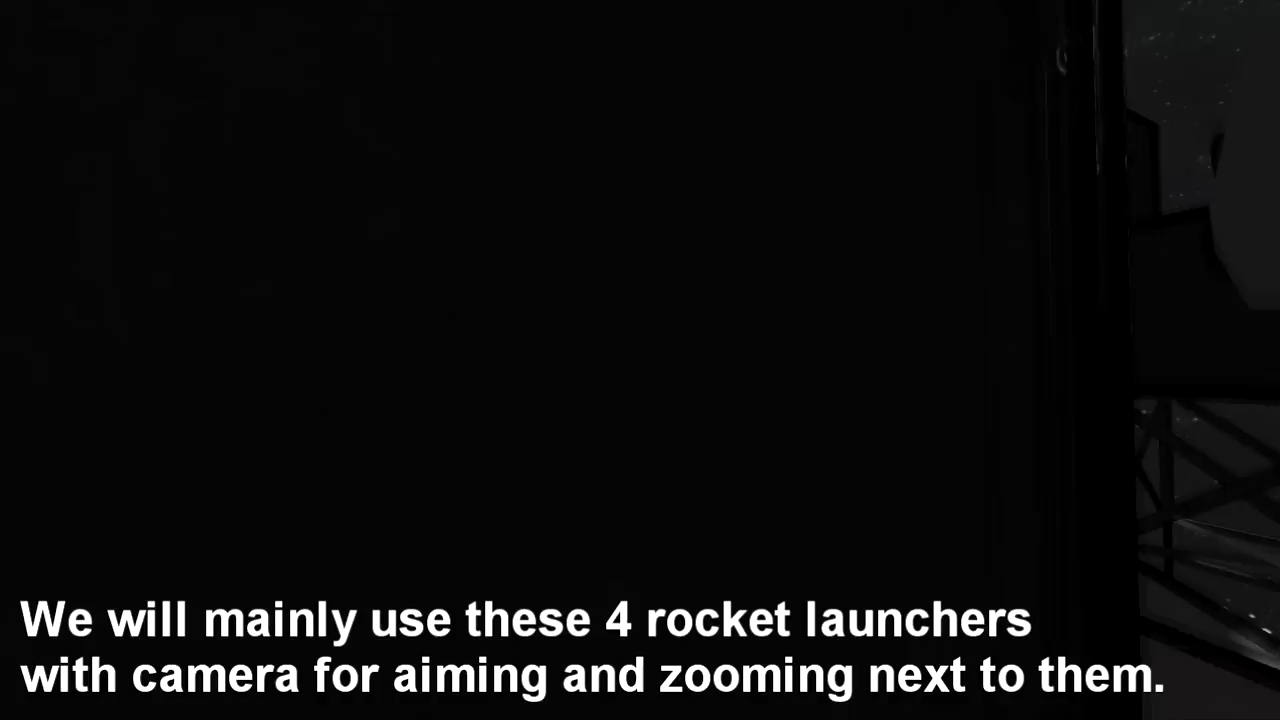 We will mainly use these 4 rocket launchers
with camera for aiming and zooming next to them.